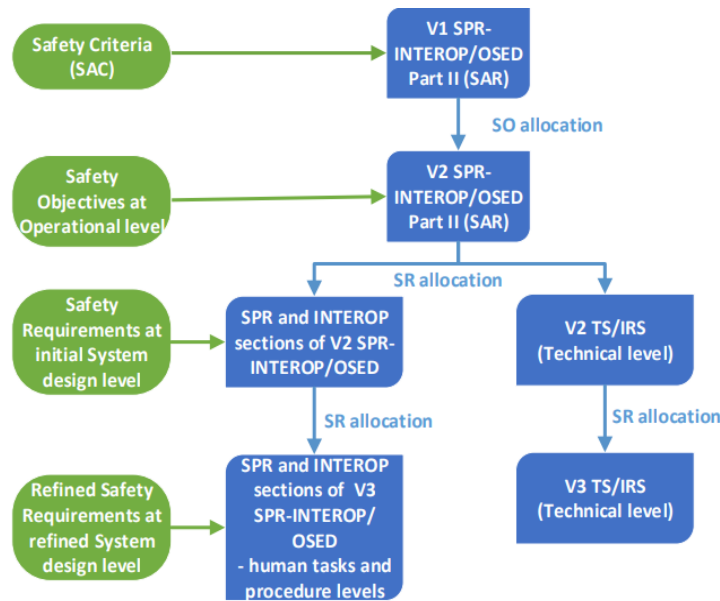 Safety Criteria
(SAC)
V1 SPR-
INTEROP/OSED
Part II (SAR)
SO allocation
Safety
Objectives at
Operational level
V2 SPR-
INTEROP/OSED
Part II (SAR)
SR allocation
Safety
Requirements at
initial System
design level
SPR and INTEROP
sections of V2 SPR-
INTEROP/OSED
V2 TS/IRS
(Technical level)
SR allocation
SR allocation
Refined Safety
Requirements at
refined System
design level
SPR and INTEROP
sections of V3
SPR-INTEROP/
OSED
- human tasks and
procedure levels
V3 TS/IRS
(Technical level)